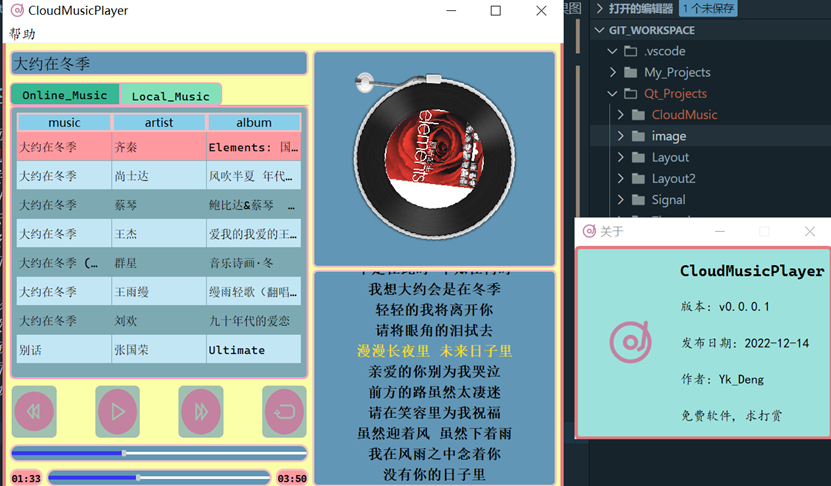 CloudMusicPlayer
帮助
大约在冬季
Online_Music Local_Music
music artist album
大约在冬季 齐秦 Elements: 国...
大约在冬季 尚士达 风吹半夏 年代...
大约在冬季 蔡琴 鲍比达&蔡琴 ...
大约在冬季 王杰 爱我的我爱的王...
大约在冬季 (... 群星 音乐诗画·冬
大约在冬季 王雨缦 缦雨轻歌（翻唱...
大约在冬季 刘欢 九十年代的爱恋
别话 张国荣 Ultimate
01:33 03:50
elements
我想大约会是在冬季
轻轻的我将离开你
请将眼角的泪拭去
漫漫长夜里 未来日子里
亲爱的你别为我哭泣
前方的路虽然太凄迷
请在笑容里为我祝福
虽然迎着风 虽然下着雨
我在风雨之中念着你
没有你的日子里
打开的编辑器 1 个未保存
GIT_WORKSPACE
.vscode
My_Projects
Qt_Projects
CloudMusic
image
Layout
Layout2
Signal
关于
CloudMusicPlayer
版本: v0.0.0.1
发布日期: 2022-12-14
作者: Yk_Deng
免费软件, 求打赏